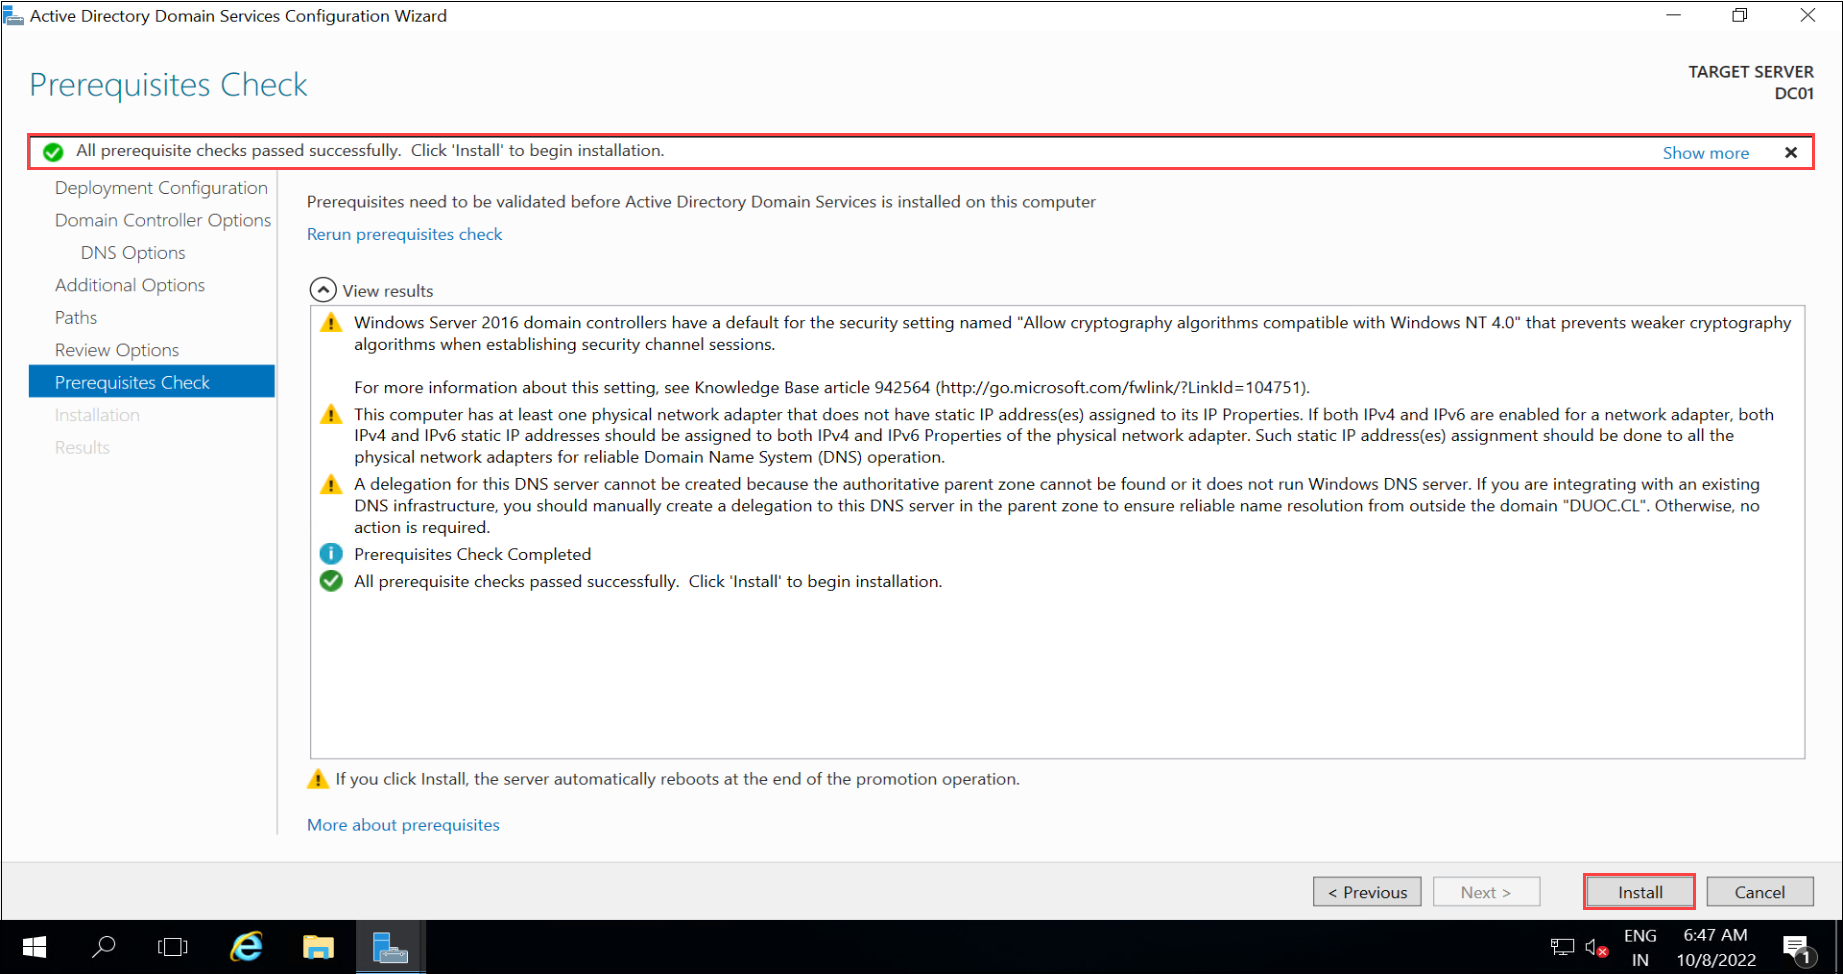 Active Directory Domain Services Configuration Wizard
Prerequisites Check
TARGET SERVER
DC01
All prerequisite checks passed successfully.  Click 'Install' to begin installation.
Show more
Deployment Configuration
Domain Controller Options
DNS Options
Additional Options
Paths
Review Options
Prerequisites Check
Installation
Results
Prerequisites need to be validated before Active Directory Domain Services is installed on this computer
Rerun prerequisites check
View results
Windows Server 2016 domain controllers have a default for the security setting named "Allow cryptography algorithms compatible with Windows NT 4.0" that prevents weaker cryptography
algorithms when establishing security channel sessions.
For more information about this setting, see Knowledge Base article 942564 (http://go.microsoft.com/fwlink/?LinkId=104751).
This computer has at least one physical network adapter that does not have static IP address(es) assigned to its IP Properties. If both IPv4 and IPv6 are enabled for a network adapter, both
IPv4 and IPv6 static IP addresses should be assigned to both IPv4 and IPv6 Properties of the physical network adapter. Such static IP address(es) assignment should be done to all the
physical network adapters for reliable Domain Name System (DNS) operation.
A delegation for this DNS server cannot be created because the authoritative parent zone cannot be found or it does not run Windows DNS server. If you are integrating with an existing
DNS infrastructure, you should manually create a delegation to this DNS server in the parent zone to ensure reliable name resolution from outside the domain "DUOC.CL". Otherwise, no
action is required.
Prerequisites Check Completed
All prerequisite checks passed successfully.  Click 'Install' to begin installation.
If you click Install, the server automatically reboots at the end of the promotion operation.
More about prerequisites
< Previous
Next >
Install
Cancel
ENG
IN
6:47 AM
10/8/2022
1